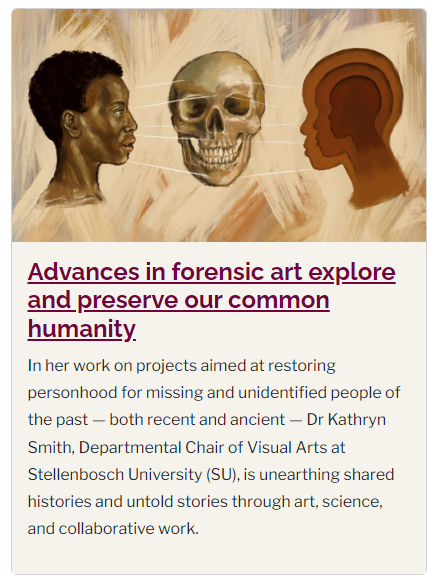 Advances in forensic art explore
and preserve our common
humanity
In her work on projects aimed at restoring
personhood for missing and unidentified people of
the past — both recent and ancient — Dr Kathryn
Smith, Departmental Chair of Visual Arts at
Stellenbosch University (SU), is unearthing shared
histories and untold stories through art, science,
and collaborative work.